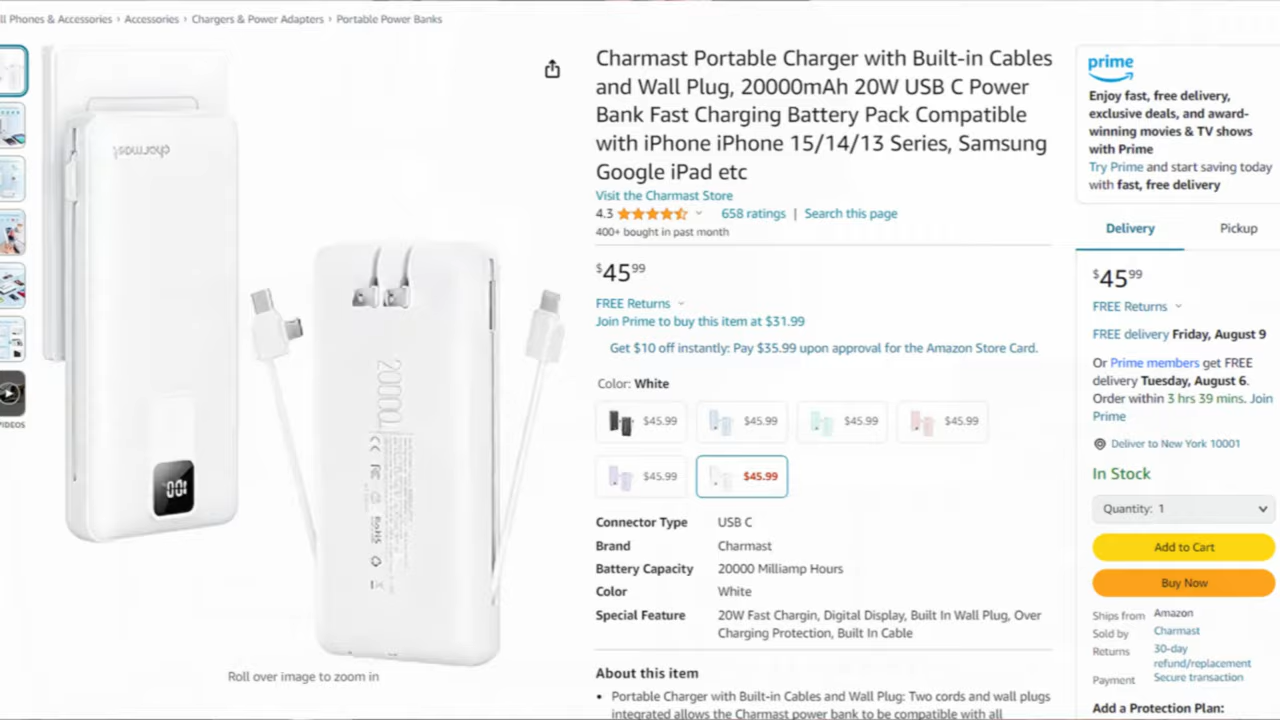 ll Phones & Accessories › Accessories › Chargers & Power Adapters › Portable Power Banks
charmast
100
20000
CE FC
RoHS
VIDEOS
Roll over image to zoom in
Charmast Portable Charger with Built-in Cables
and Wall Plug, 20000mAh 20W USB C Power
Bank Fast Charging Battery Pack Compatible
with iPhone iPhone 15/14/13 Series, Samsung
Google iPad etc
Visit the Charmast Store
4.3 658 ratings | Search this page
400+ bought in past month
$45 99
FREE Returns
Join Prime to buy this item at $31.99
Get $10 off instantly: Pay $35.99 upon approval for the Amazon Store Card.
Color: White
$45.99 $45.99 $45.99 $45.99
$45.99 $45.99
Connector Type USB C
Brand Charmast
Battery Capacity 20000 Milliamp Hours
Color White
Special Feature 20W Fast Chargin, Digital Display, Built In Wall Plug, Over
Charging Protection, Built In Cable
About this item
• Portable Charger with Built-in Cables and Wall Plug: Two cords and wall plugs
integrated allows the Charmast power bank to be compatible with all
prime
Enjoy fast, free delivery,
exclusive deals, and award-
winning movies & TV shows
with Prime
Try Prime and start saving today
with fast, free delivery
Delivery Pickup
$45 99
FREE Returns
FREE delivery Friday, August 9
Or Prime members get FREE
delivery Tuesday, August 6.
Order within 3 hrs 39 mins. Join
Prime
Deliver to New York 10001
In Stock
Quantity: 1
Add to Cart
Buy Now
Ships from Amazon
Sold by Charmast
Returns 30-day
refund/replacement
Payment Secure transaction
Add a Protection Plan: